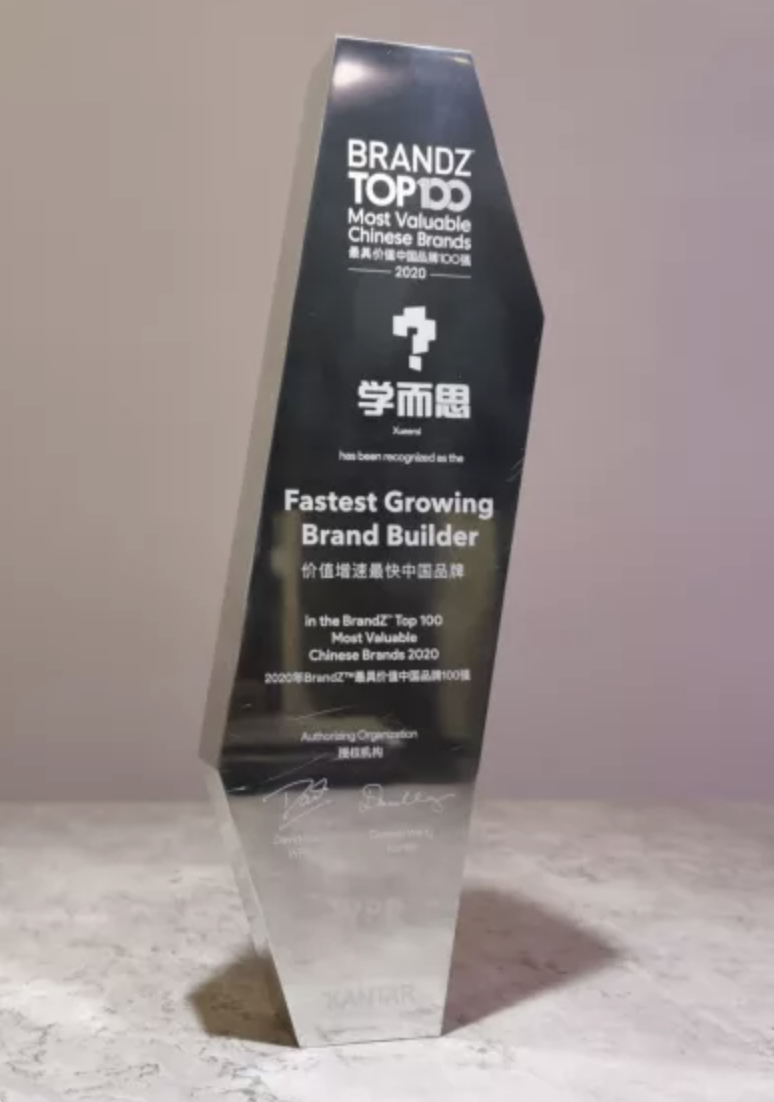 BRANDZ™
TOP100
Most Valuable
Chinese Brands
最具价值中国品牌100强
2020
学而思
Xueersi
has been recognized as the
Fastest Growing
Brand Builder
价值增速最快中国品牌
in the BrandZ™ Top 100
Most Valuable
Chinese Brands 2020
2020年BrandZ™最具价值中国品牌100强
Authorizing Organization
授权机构
KANTAR